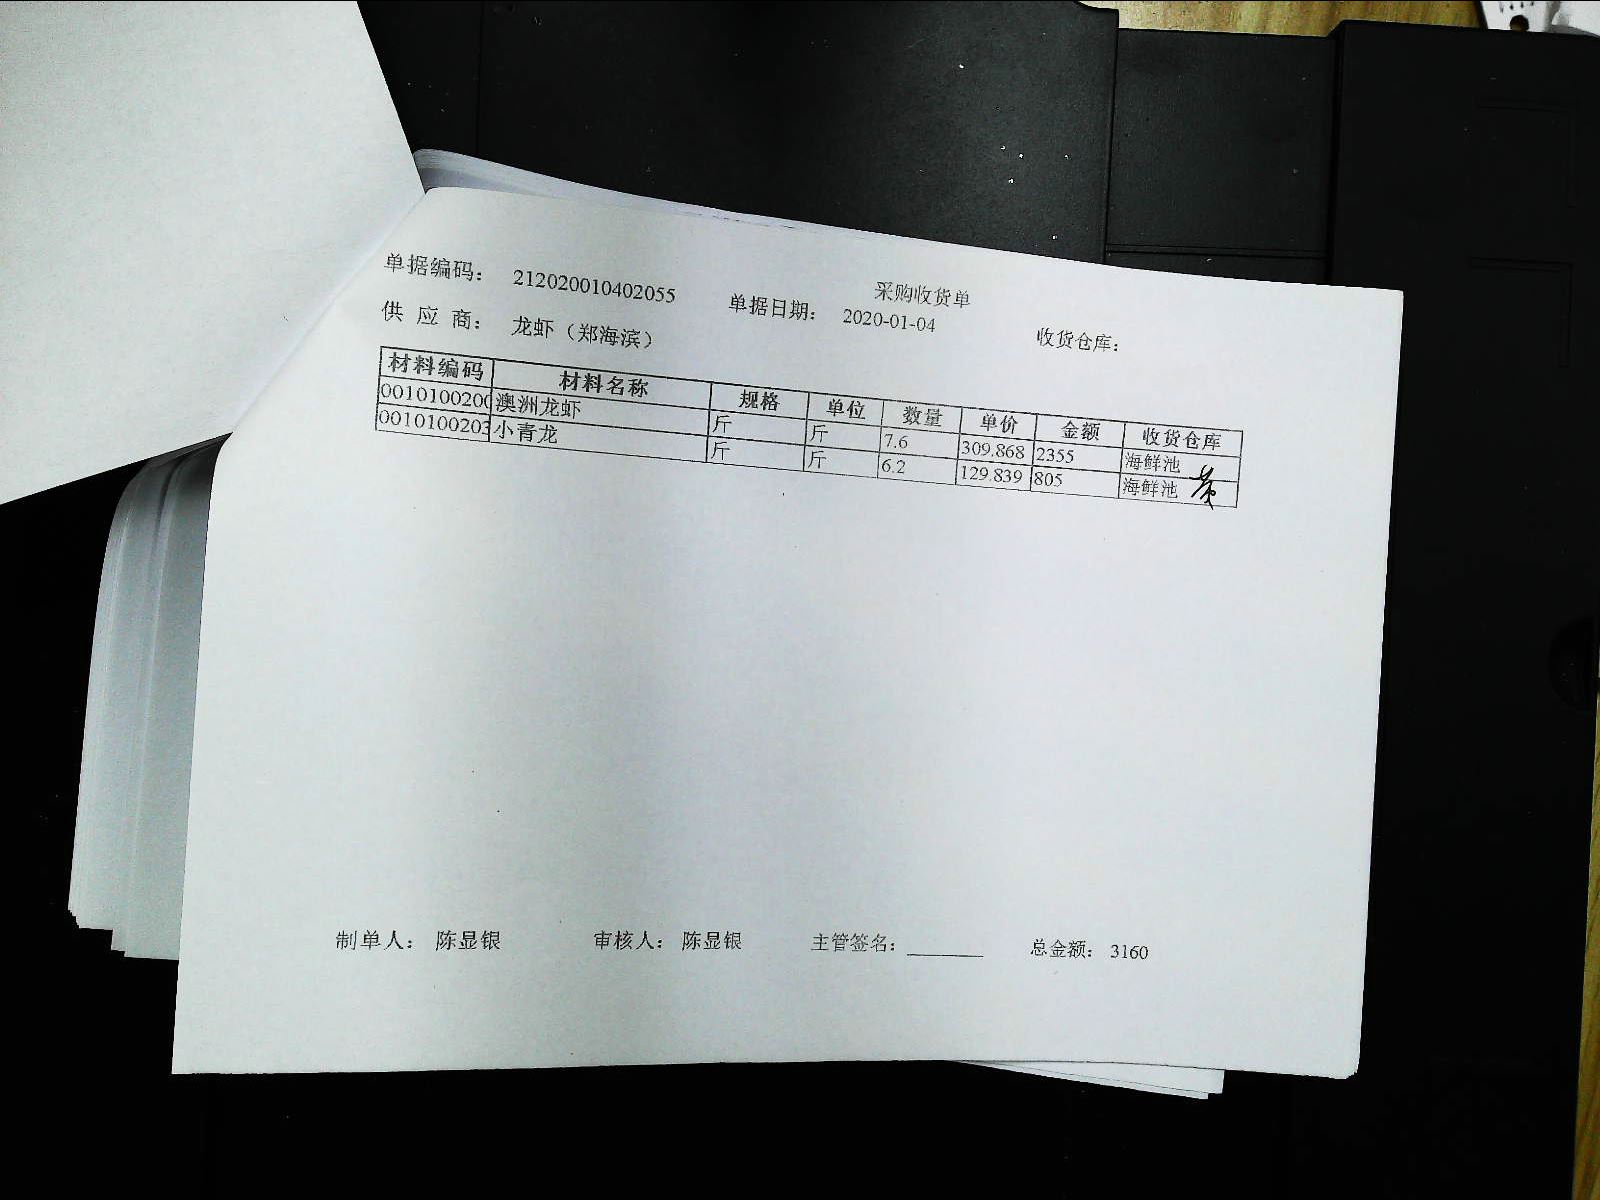 采购收货单
单据编码： 212020010402055 单据日期： 2020-01-04 收货仓库：
供 应 商： 龙虾（郑海滨）
材料编码 材料名称 规格 单位 数量 单价 金额 收货仓库
0010100200 澳洲龙虾 斤 斤 7.6 309.868 2355 海鲜池
0010100203 小青龙 斤 斤 6.2 129.839 805 海鲜池
制单人： 陈显银 审核人： 陈显银 主管签名： 总金额： 3160